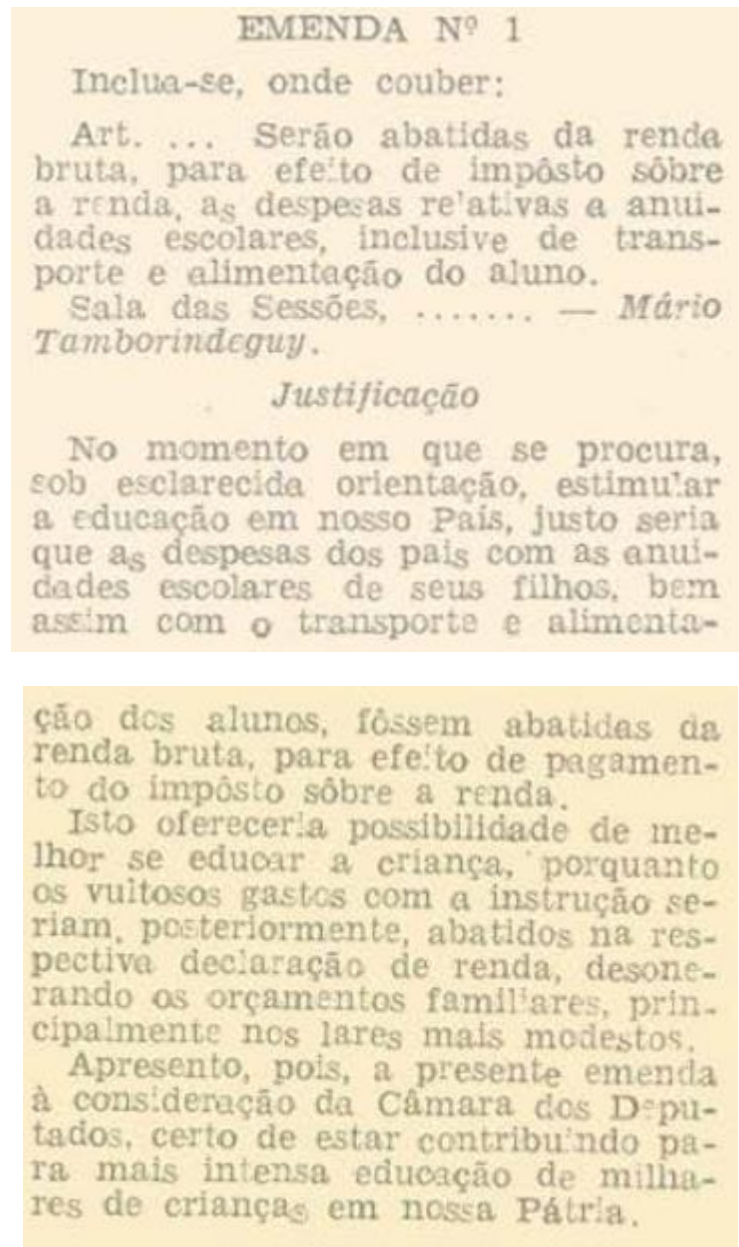 EMENDA Nº 1
Inclua-se, onde couber:
Art. ... Serão abatidas da renda
bruta, para efeito de impôsto sôbre
a renda, as despesas relativas a anui-
dades escolares, inclusive de trans-
porte e alimentação do aluno.
Sala das Sessões, ....... — Mário
Tamborindeguy.
Justificação
No momento em que se procura,
sob esclarecida orientação, estimular
a educação em nosso País, justo seria
que as despesas dos pais com as anui-
dades escolares de seus filhos, bem
assim com o transporte e alimenta-
ção dos alunos, fôssem abatidas da
renda bruta, para efeito de pagamen-
to do impôsto sôbre a renda.
Isto ofereceria possibilidade de me-
lhor se educar a criança, porquanto
os vultosos gastos com a instrução se-
riam, posteriormente, abatidos na res-
pectiva declaração de renda, desone-
rando os orçamentos familiares, prin-
cipalmente nos lares mais modestos.
Apresento, pois, a presente emenda
à consideração da Câmara dos Depu-
tados, certo de estar contribuindo pa-
ra mais intensa educação de milha-
res de crianças em nossa Pátria.